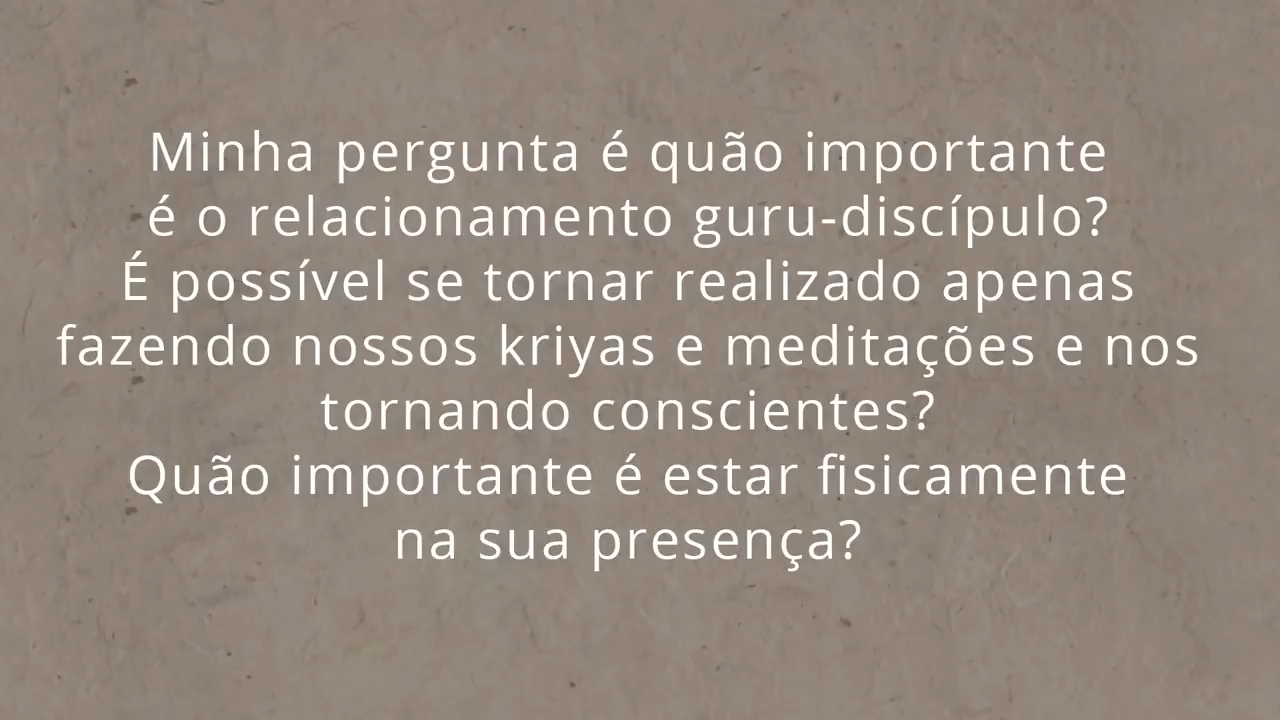 Minha pergunta é quão importante
é o relacionamento guru-discípulo?
É possível se tornar realizado apenas
fazendo nossos kriyas e meditações e nos
tornando conscientes?
Quão importante é estar fisicamente
na sua presença?